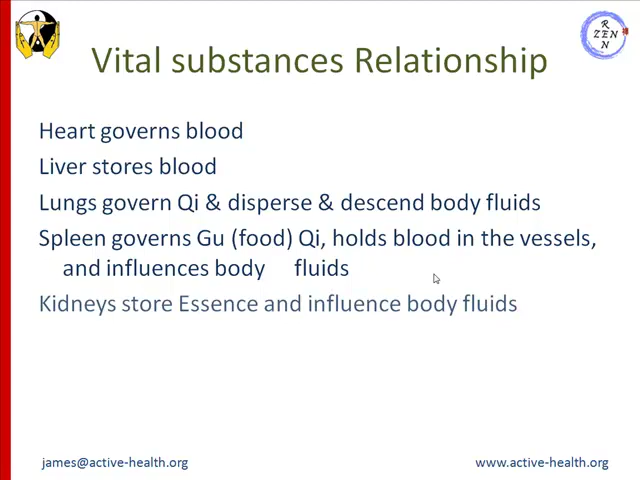 Vital substances Relationship
R
ZEN
N
Heart governs blood
Liver stores blood
Lungs govern Qi & disperse & descend body fluids
Spleen governs Gu (food) Qi, holds blood in the vessels,
and influences body fluids
Kidneys store Essence and influence body fluids
james@active-health.org
www.active-health.org